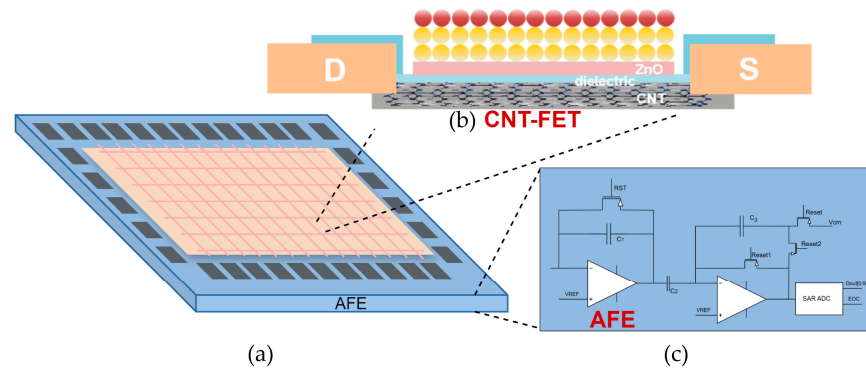 D
S
ZnO
dielectric
CNT
(b) CNT-FET
RST
C1
VREF
C2
C3
Reset
Vcm
Reset2
Reset1
VREF
SAR ADC
EOC
AFE
AFE
(a)
(c)